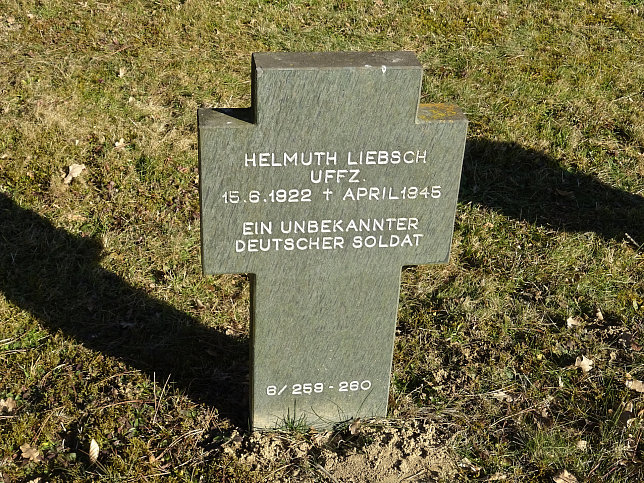 HELMUTH LIEBSCH
UFFZ.
15.6.1922 † APRIL 1945
EIN UNBEKANNTER
DEUTSCHER SOLDAT
6/259-260